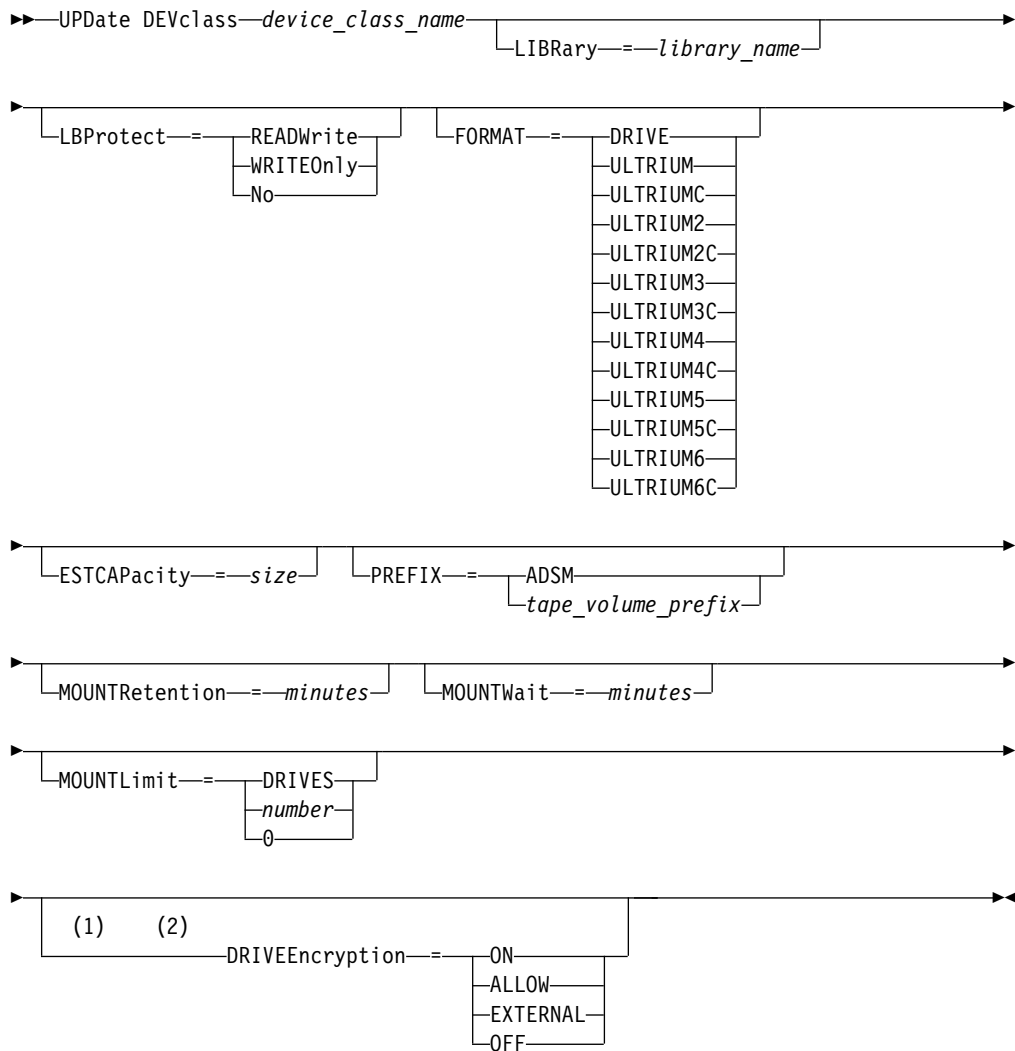 UPDate DEVclass device_class_name
LIBRary = library_name
LBProtect = READWrite
WRITEOnly
No
FORMAT = DRIVE
ULTRIUM
ULTRIUMC
ULTRIUM2
ULTRIUM2C
ULTRIUM3
ULTRIUM3C
ULTRIUM4
ULTRIUM4C
ULTRIUM5
ULTRIUM5C
ULTRIUM6
ULTRIUM6C
ESTCAPacity = size
PREFIX = ADSM
tape_volume_prefix
MOUNTRetention = minutes
MOUNTWait = minutes
MOUNTLimit = DRIVES
number
0
(1) (2)
DRIVEEncryption = ON
ALLOW
EXTERNAL
OFF